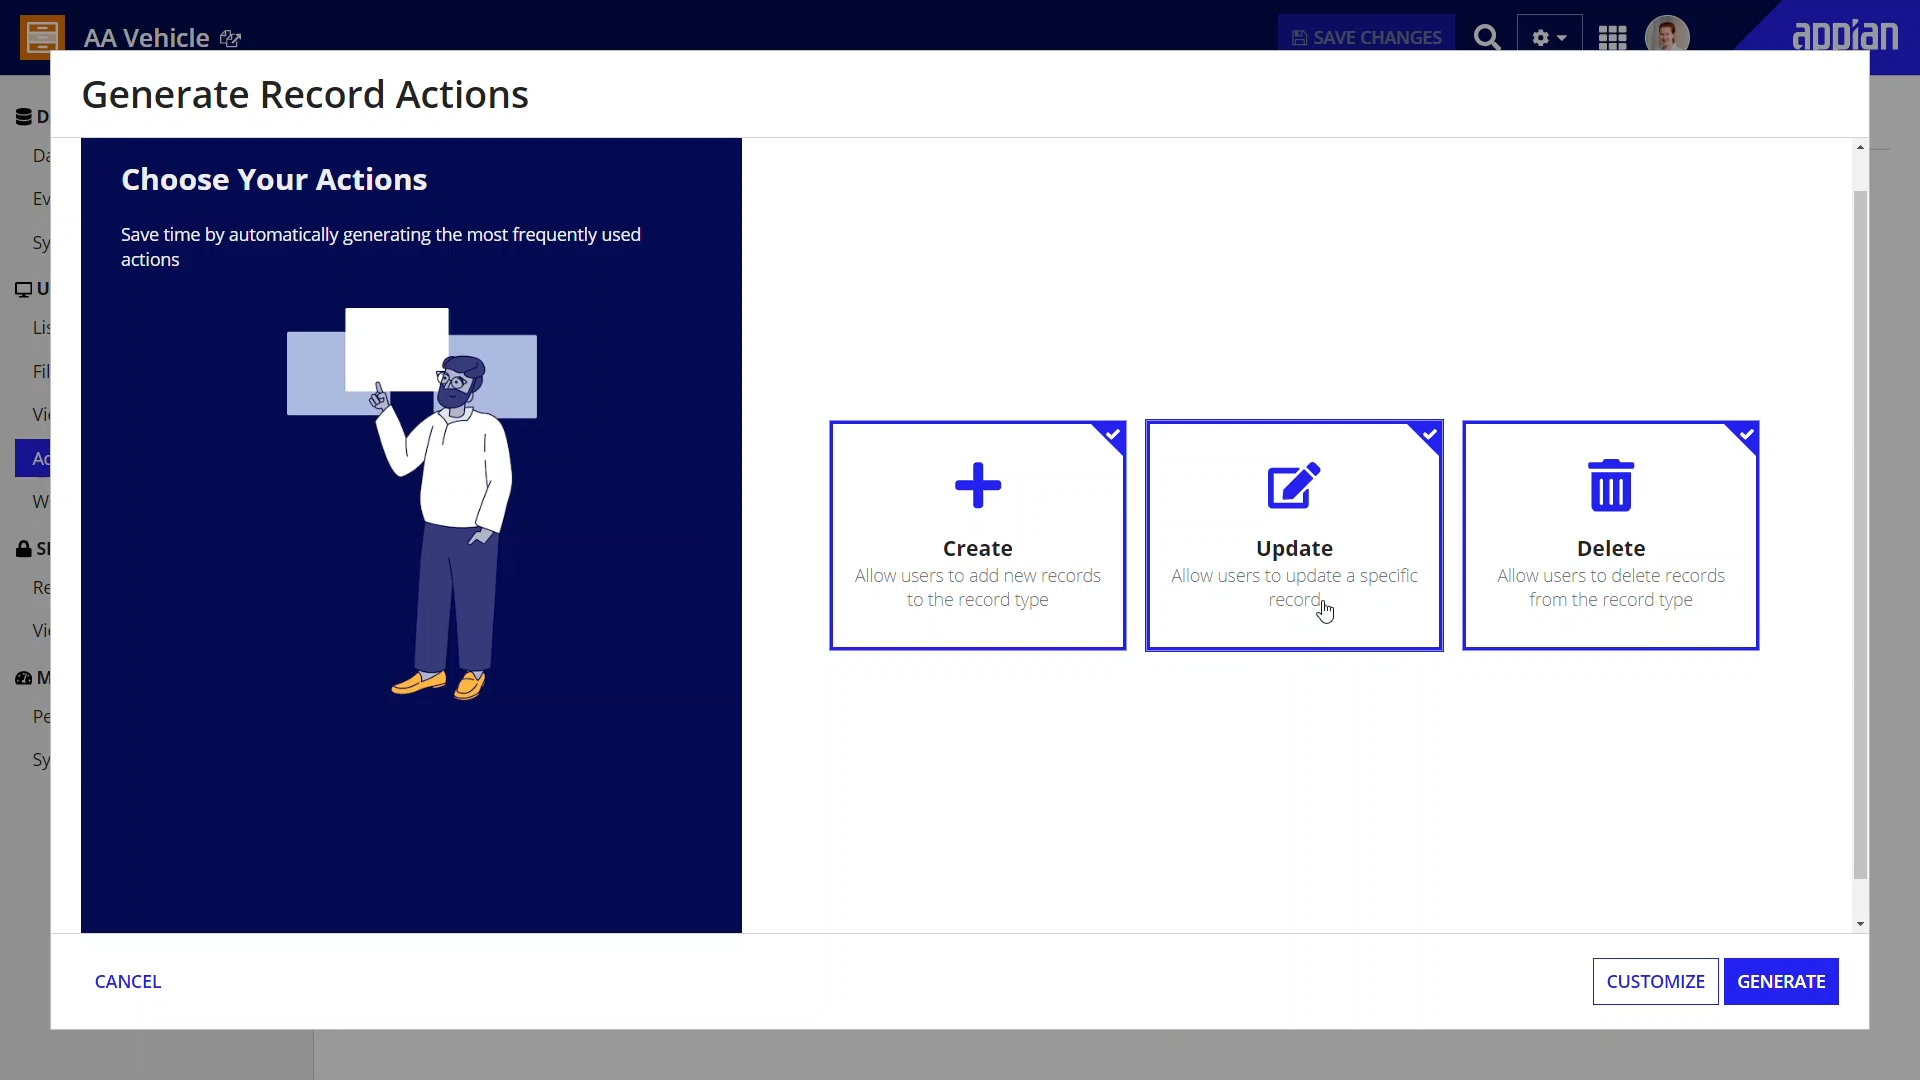 AA Vehicle
SAVE CHANGES
appian
Generate Record Actions
Choose Your Actions
Save time by automatically generating the most frequently used
actions
Create
Allow users to add new records
to the record type
Update
Allow users to update a specific
record
Delete
Allow users to delete records
from the record type
CANCEL
CUSTOMIZE
GENERATE